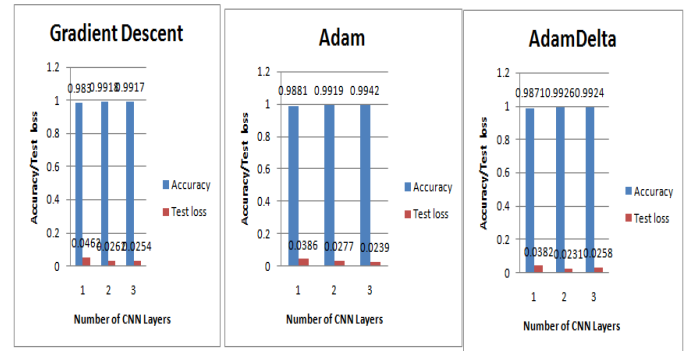 Gradient Descent
Accuracy/Test loss
1.2
1
0.8
0.6
0.4
0.2
0
0.983 0.9918 0.9917
0.0462 0.0262 0.0254
1 2 3
Number of CNN Layers
Accuracy
Test loss
Adam
Accuracy/Test loss
1.2
1
0.8
0.6
0.4
0.2
0
0.9881 0.9919 0.9942
0.0386 0.0277 0.0239
1 2 3
Number of CNN Layers
Accuracy
Test loss
AdamDelta
Accuracy/Test loss
1.2
1
0.8
0.6
0.4
0.2
0
0.9871 0.9926 0.9924
0.0382 0.0231 0.0258
1 2 3
Number of CNN Layers
Accuracy
Test loss